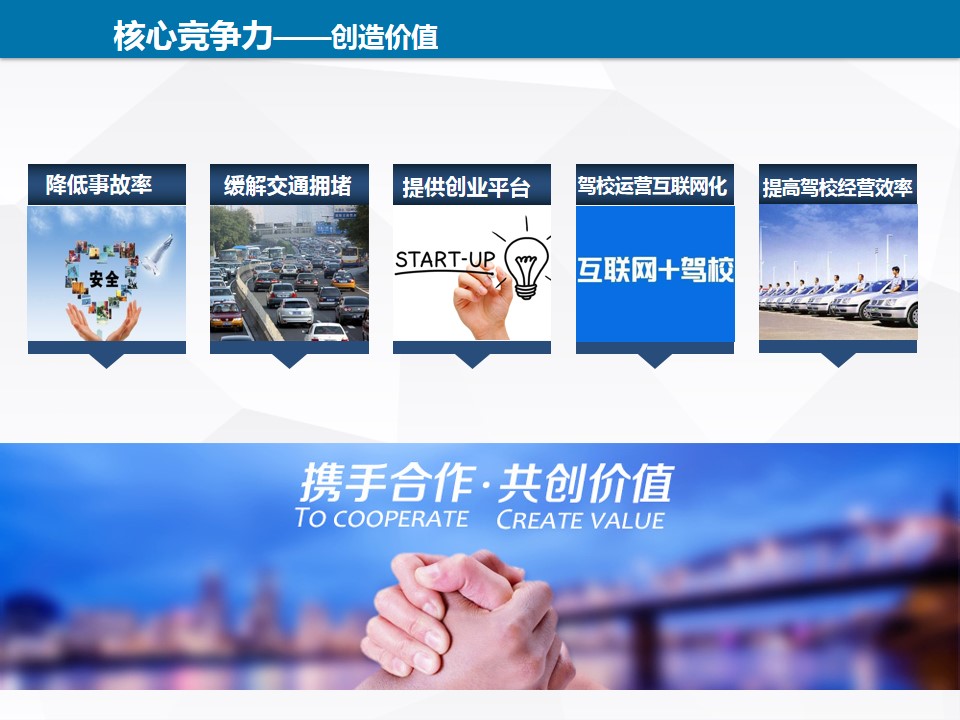 核心竞争力——创造价值
降低事故率
缓解交通拥堵
提供创业平台
驾校运营互联网化
提高驾校经营效率
安全
START-UP
互联网+驾校
携手合作·共创价值
TO COOPERATE CREATE VALUE